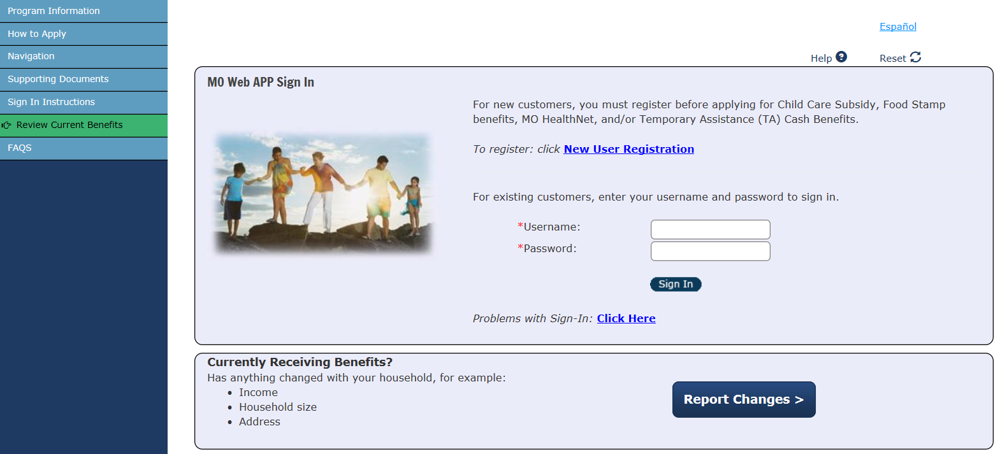 Program Information
How to Apply
Navigation
Supporting Documents
Sign In Instructions
Review Current Benefits
FAQS
Español
Help
Reset
MO Web APP Sign In
For new customers, you must register before applying for Child Care Subsidy, Food Stamp
benefits, MO HealthNet, and/or Temporary Assistance (TA) Cash Benefits.
To register: click New User Registration
For existing customers, enter your username and password to sign in.
*Username:
*Password:
Sign In
Problems with Sign-In: Click Here
Currently Receiving Benefits?
Has anything changed with your household, for example:
• Income
• Household size
• Address
Report Changes >